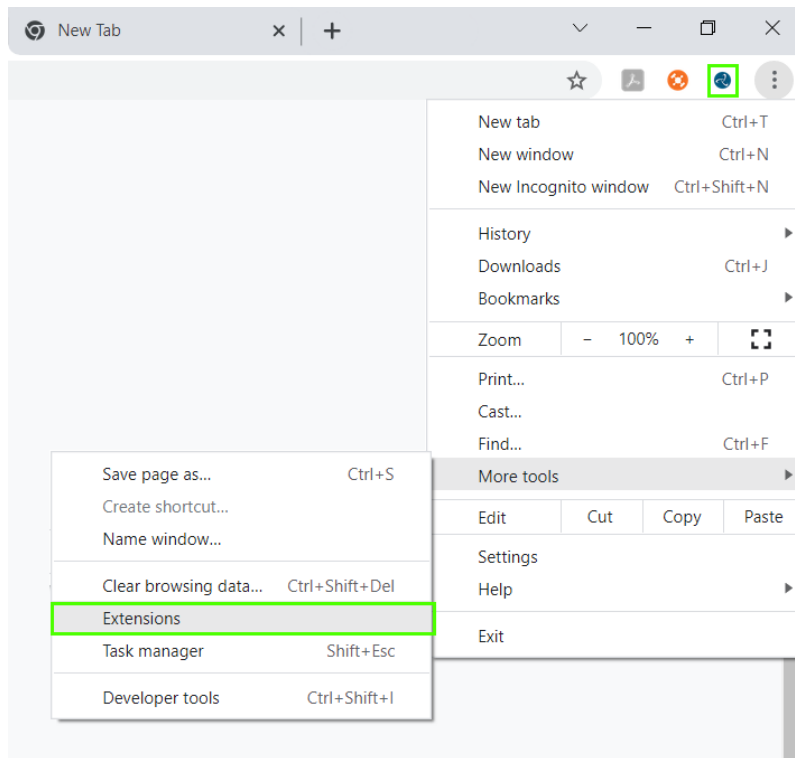 New Tab
New tab Ctrl+T
New window Ctrl+N
New Incognito window Ctrl+Shift+N
History
Downloads Ctrl+J
Bookmarks
Zoom - 100% +
Print... Ctrl+P
Cast...
Find... Ctrl+F
More tools
Edit Cut Copy Paste
Settings
Help
Exit
Save page as... Ctrl+S
Create shortcut...
Name window...
Clear browsing data... Ctrl+Shift+Del
Extensions
Task manager Shift+Esc
Developer tools Ctrl+Shift+I